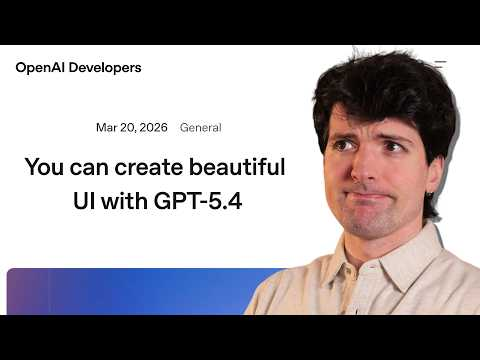 OpenAI Developers
Mar 20, 2026 General
You can create beautiful
UI with GPT-5.4